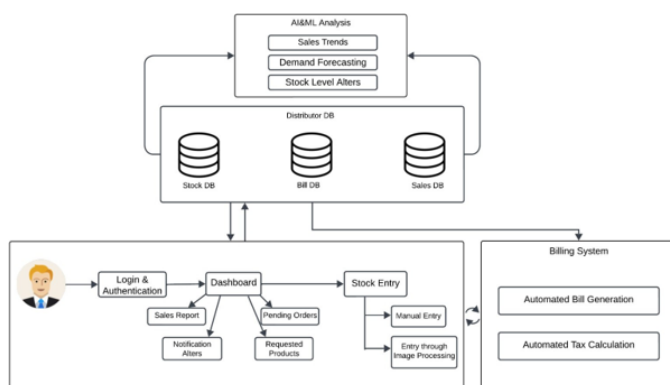 AI&ML Analysis
Sales Trends
Demand Forecasting
Stock Level Alters
Distributor DB
Stock DB
Bill DB
Sales DB
Login &
Authentication
Dashboard
Stock Entry
Sales Report
Pending Orders
Manual Entry
Notification
Alters
Requested
Products
Entry through
Image Processing
Billing System
Automated Bill Generation
Automated Tax Calculation